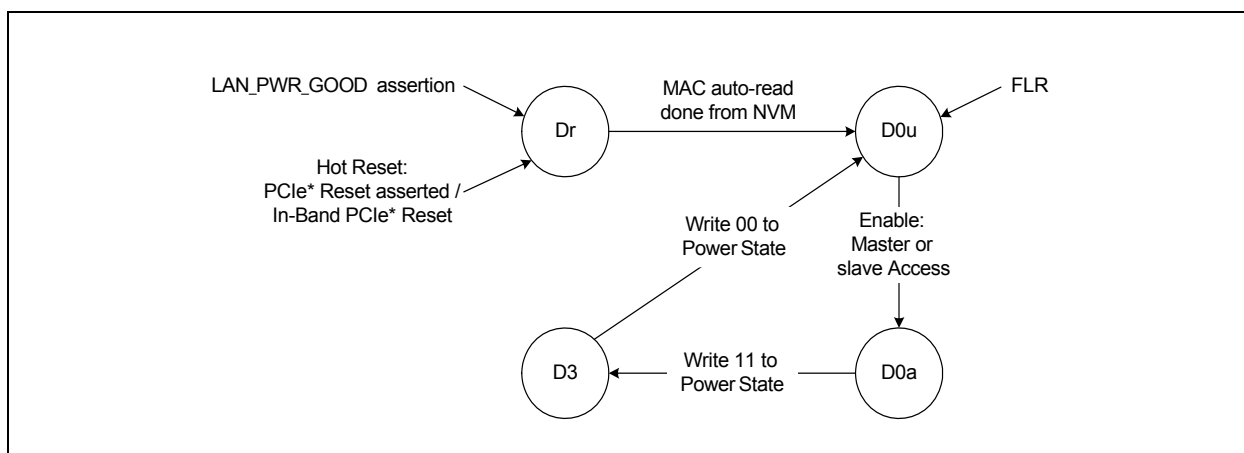 LAN_PWR_GOOD assertion
MAC auto-read
done from NVM
FLR
Dr
D0u
Hot Reset:
PCIe* Reset asserted /
In-Band PCIe* Reset
Write 00 to
Power State
Enable:
Master or
slave Access
D3
Write 11 to
Power State
D0a